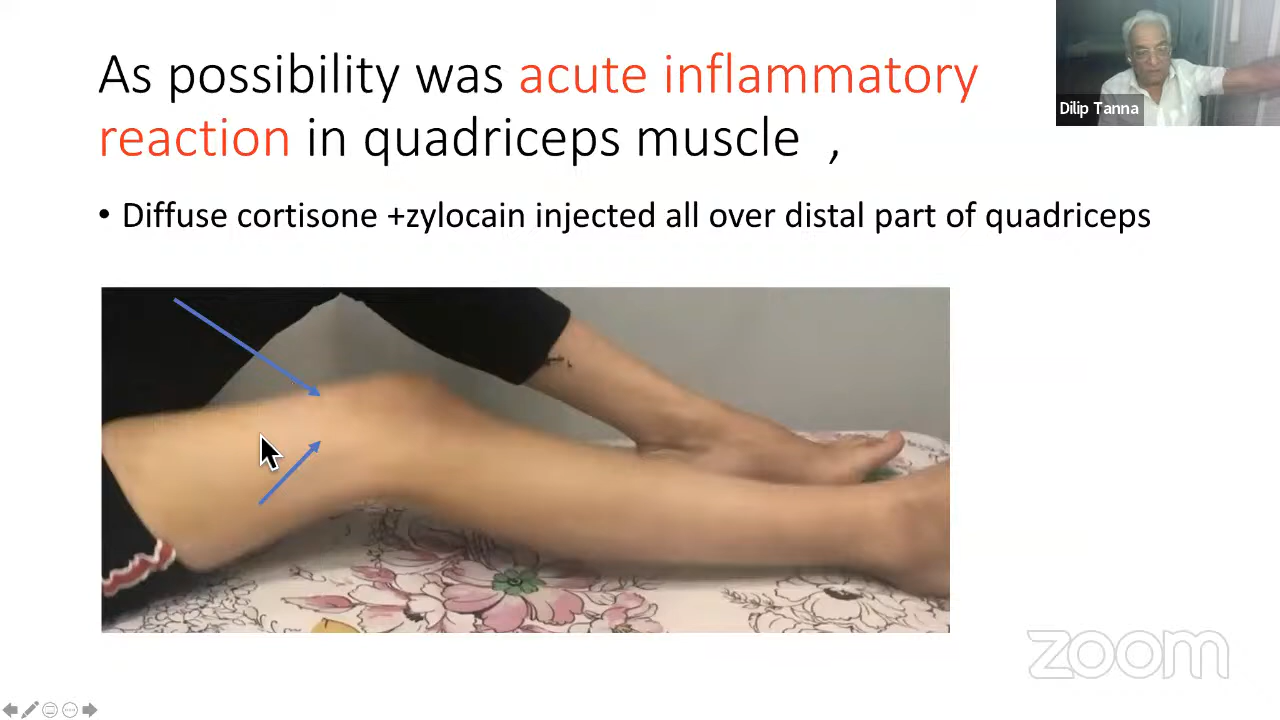 As possibility was acute inflammatory
reaction in quadriceps muscle ,
Dilip Tanna
• Diffuse cortisone +zylocain injected all over distal part of quadriceps
zoom